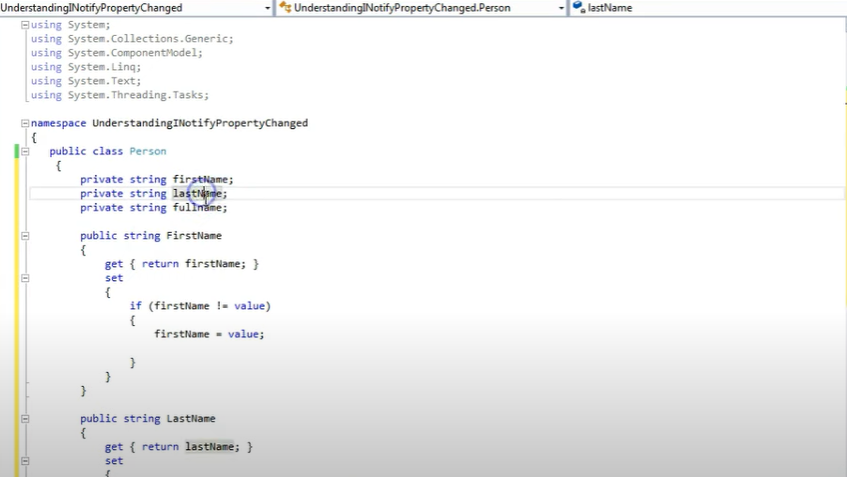 UnderstandingINotifyPropertyChanged
UnderstandingINotifyPropertyChanged.Person
lastName
using System;
using System.Collections.Generic;
using System.ComponentModel;
using System.Linq;
using System.Text;
using System.Threading.Tasks;
namespace UnderstandingINotifyPropertyChanged
{
public class Person
{
private string firstName;
private string lastName;
private string fullname;
public string FirstName
{
get { return firstName; }
set
{
if (firstName != value)
{
firstName = value;
}
}
}
public string LastName
{
get { return lastName; }
set
{